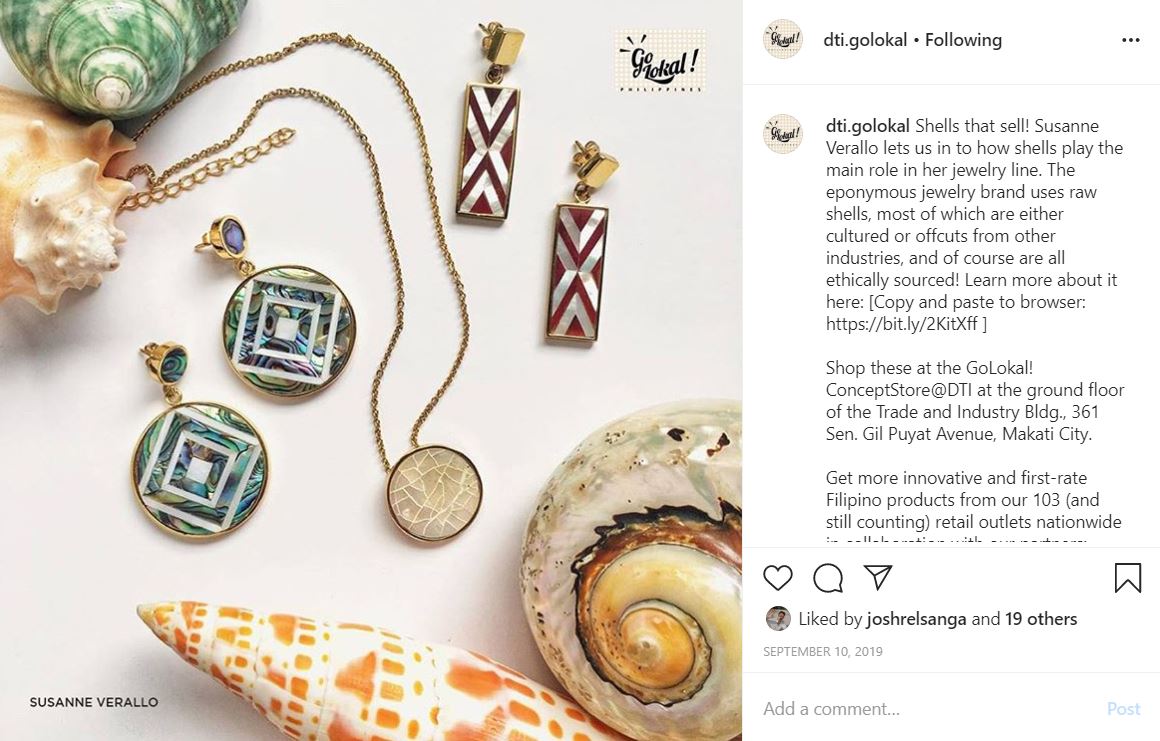 Go
Lokal!
PHILIPPINES
SUSANNE VERALLO
dti.golokal • Following
dti.golokal Shells that sell! Susanne
Verallo lets us in to how shells play the
main role in her jewelry line. The
eponymous jewelry brand uses raw
shells, most of which are either
cultured or offcuts from other
industries, and of course are all
ethically sourced! Learn more about it
here: [Copy and paste to browser:
https://bit.ly/2KitXff ]
Shop these at the GoLokal!
ConceptStore@DTI at the ground floor
of the Trade and Industry Bldg., 361
Sen. Gil Puyat Avenue, Makati City.
Get more innovative and first-rate
Filipino products from our 103 (and
still counting) retail outlets nationwide
in collaboration with our partners:
Liked by joshrelsanga and 19 others
SEPTEMBER 10, 2019
Add a comment...
Post